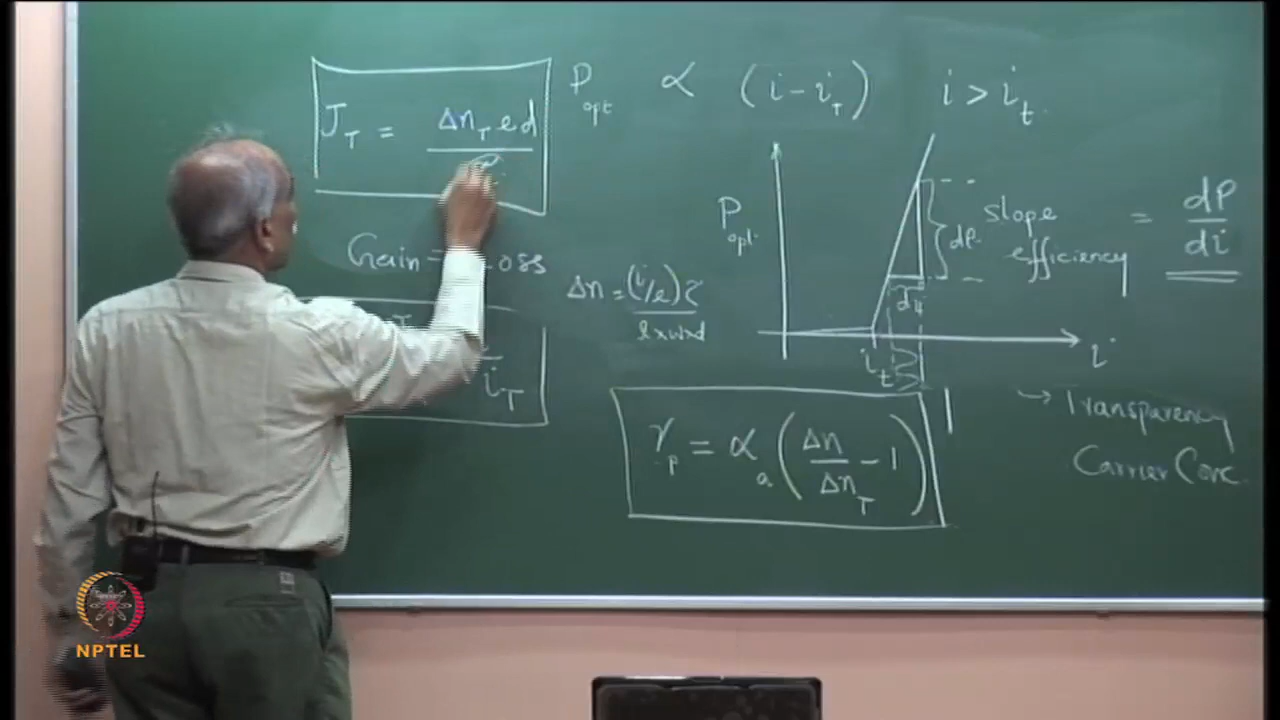 J_T = Δn_T e d / τ
P_opt α (i - i_T) i > i_t
P_opt.
dP.
slope efficiency = dP / di
di
i_t
i
Gain = Loss
Δn = (i/e) τ / l x w x d
i_T
γ_p = α_a (Δn / Δn_T - 1)
→ Transparency
Carrier Conc.
NPTEL